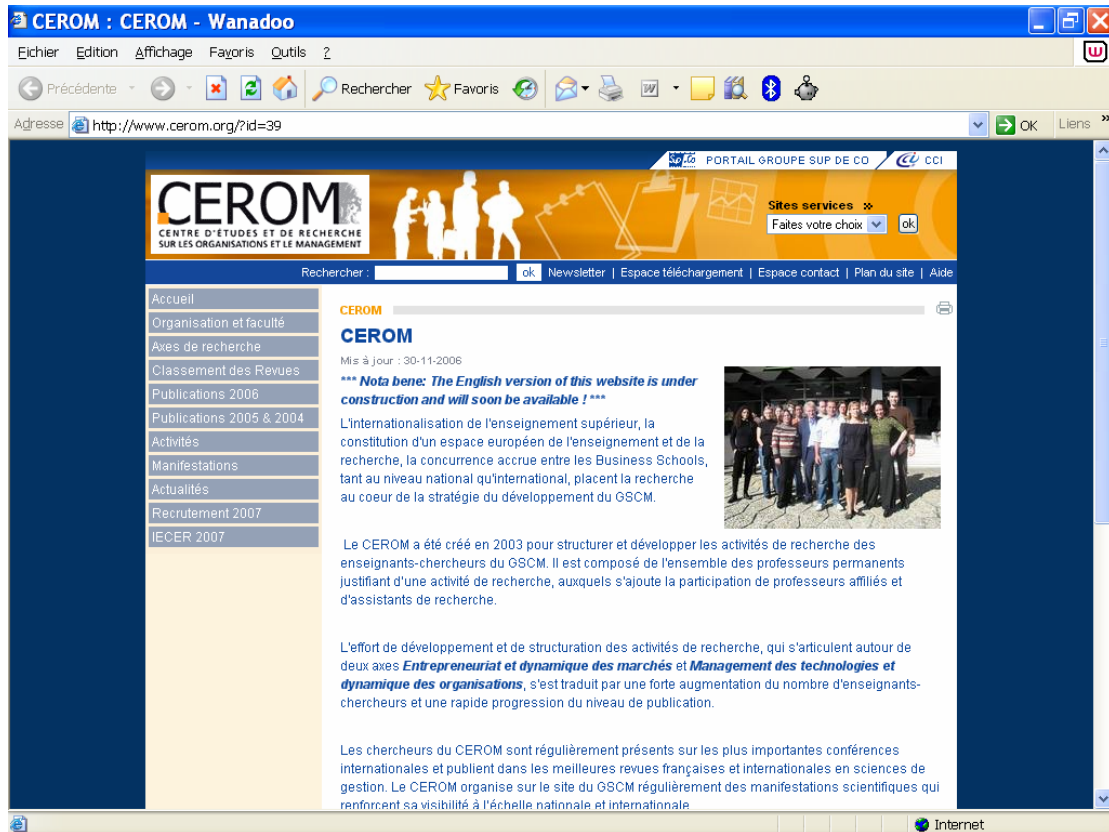 CEROM : CEROM - Wanadoo
Eichier Edition Affichage Favoris Outils ?
Précédente Rechercher Favoris
Adresse http://www.cerom.org/?id=39 OK Liens »
Sup de Co PORTAIL GROUPE SUP DE CO CCI
CEROM
CENTRE D'ÉTUDES ET DE RECHERCHE
SUR LES ORGANISATIONS ET LE MANAGEMENT
Sites services »
Faites votre choix ok
Rechercher : ok Newsletter | Espace téléchargement | Espace contact | Plan du site | Aide
Accueil
Organisation et faculté
Axes de recherche
Classement des Revues
Publications 2006
Publications 2005 & 2004
Activités
Manifestations
Actualités
Recrutement 2007
IECER 2007
CEROM
CEROM
Mis à jour : 30-11-2006
*** Nota bene: The English version of this website is under
construction and will soon be available ! ***
L'internationalisation de l'enseignement supérieur, la
constitution d'un espace européen de l'enseignement et de la
recherche, la concurrence accrue entre les Business Schools,
tant au niveau national qu'international, placent la recherche
au coeur de la stratégie du développement du GSCM.
Le CEROM a été créé en 2003 pour structurer et développer les activités de recherche des
enseignants-chercheurs du GSCM. Il est composé de l'ensemble des professeurs permanents
justifiant d'une activité de recherche, auxquels s'ajoute la participation de professeurs affiliés et
d'assistants de recherche.
L'effort de développement et de structuration des activités de recherche, qui s'articulent autour de
deux axes Entrepreneuriat et dynamique des marchés et Management des technologies et
dynamique des organisations, s'est traduit par une forte augmentation du nombre d'enseignants-
chercheurs et une rapide progression du niveau de publication.
Les chercheurs du CEROM sont régulièrement présents sur les plus importantes conférences
internationales et publient dans les meilleures revues françaises et internationales en sciences de
gestion. Le CEROM organise sur le site du GSCM régulièrement des manifestations scientifiques qui
renforcent sa visibilité à l'échelle nationale et internationale
Internet